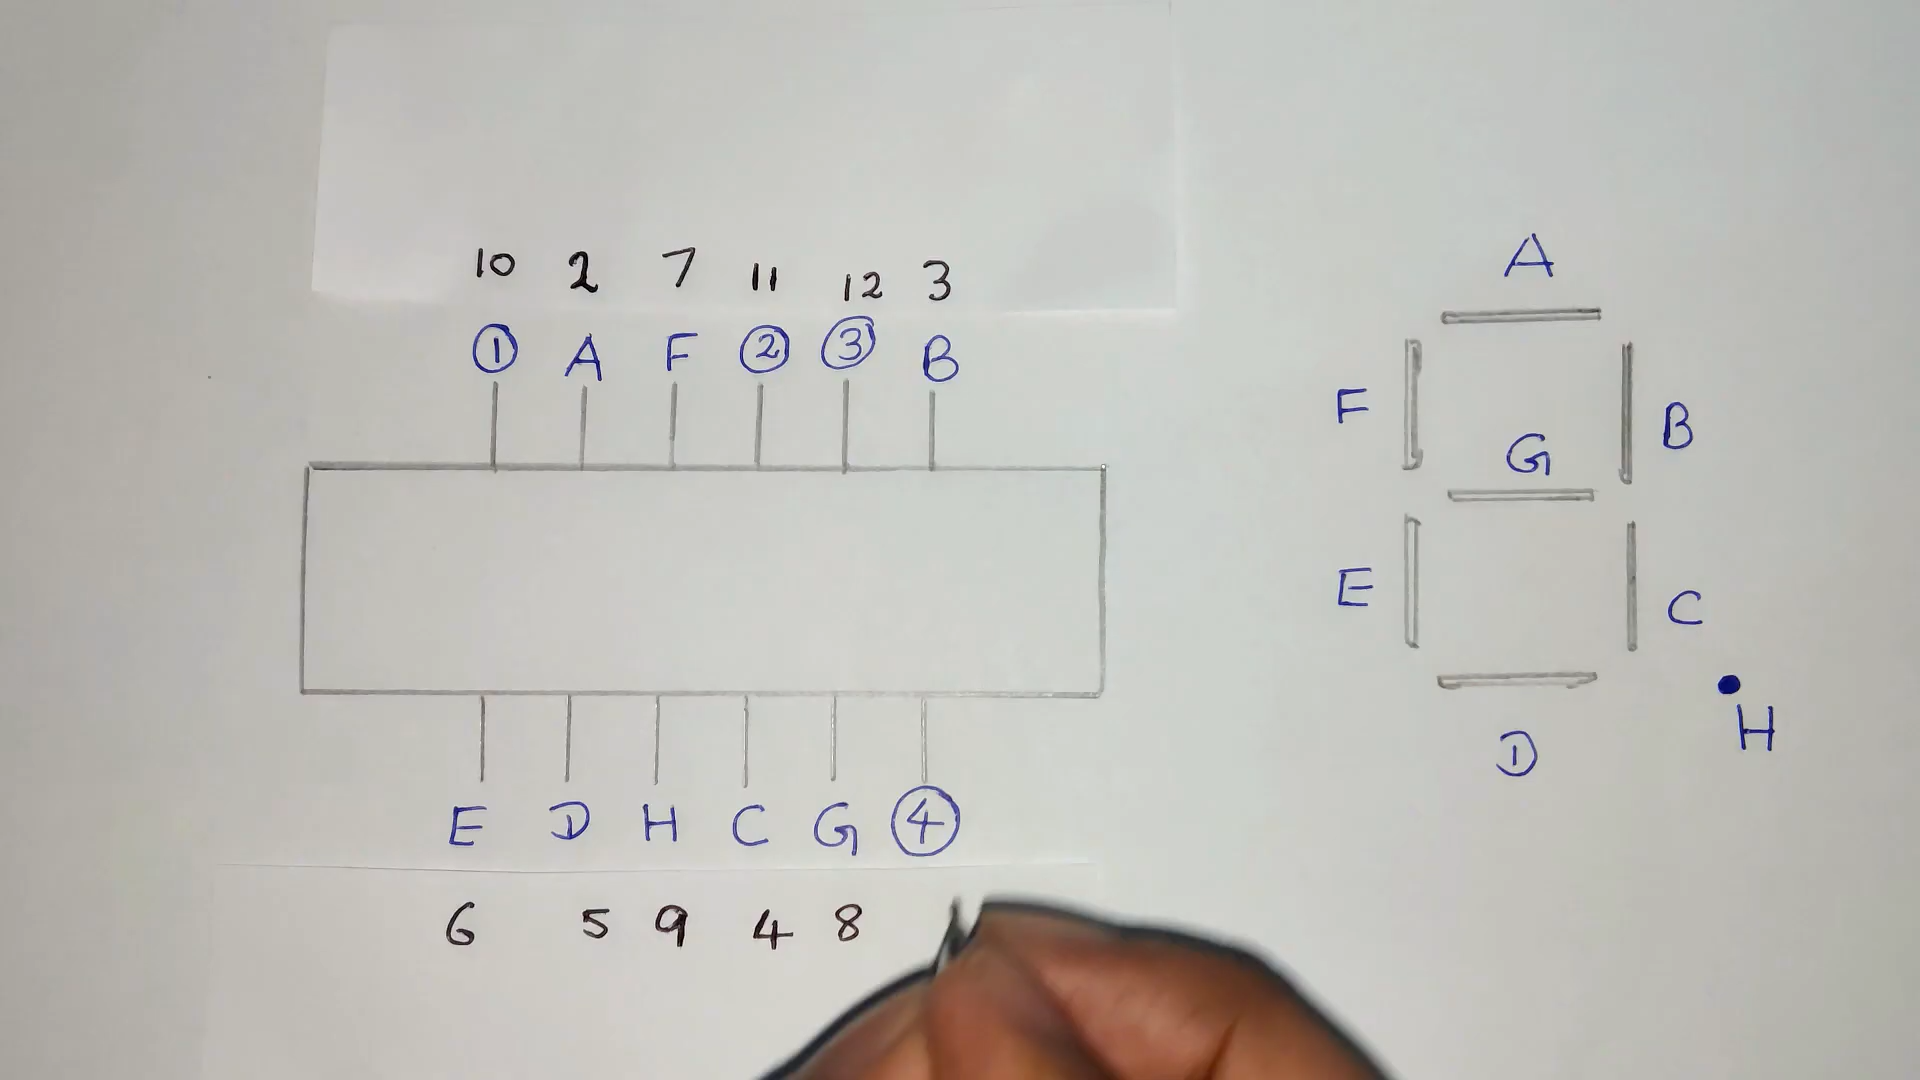 10 2 7 11 12 3
① A F ② ③ B
E D H C G ④
6 5 9 4 8
A
F B
G
E C
D H